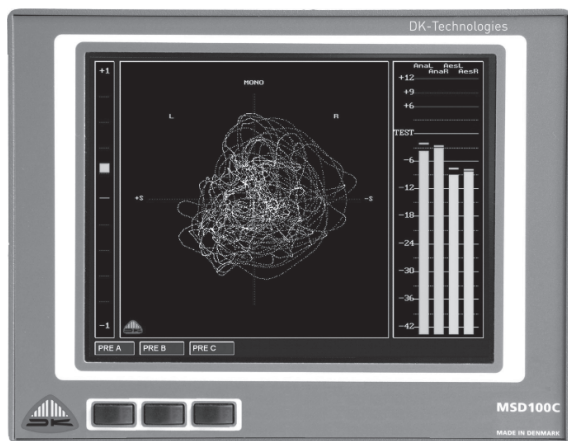 DK-Technologies
+1
-1
MONO
L
R
+S
-S
AnaL AesL
AnaR AesR
+12
+9
+6
TEST
-6
-12
-18
-24
-30
-36
-42
PRE A
PRE B
PRE C
DK
MSD100C
MADE IN DENMARK